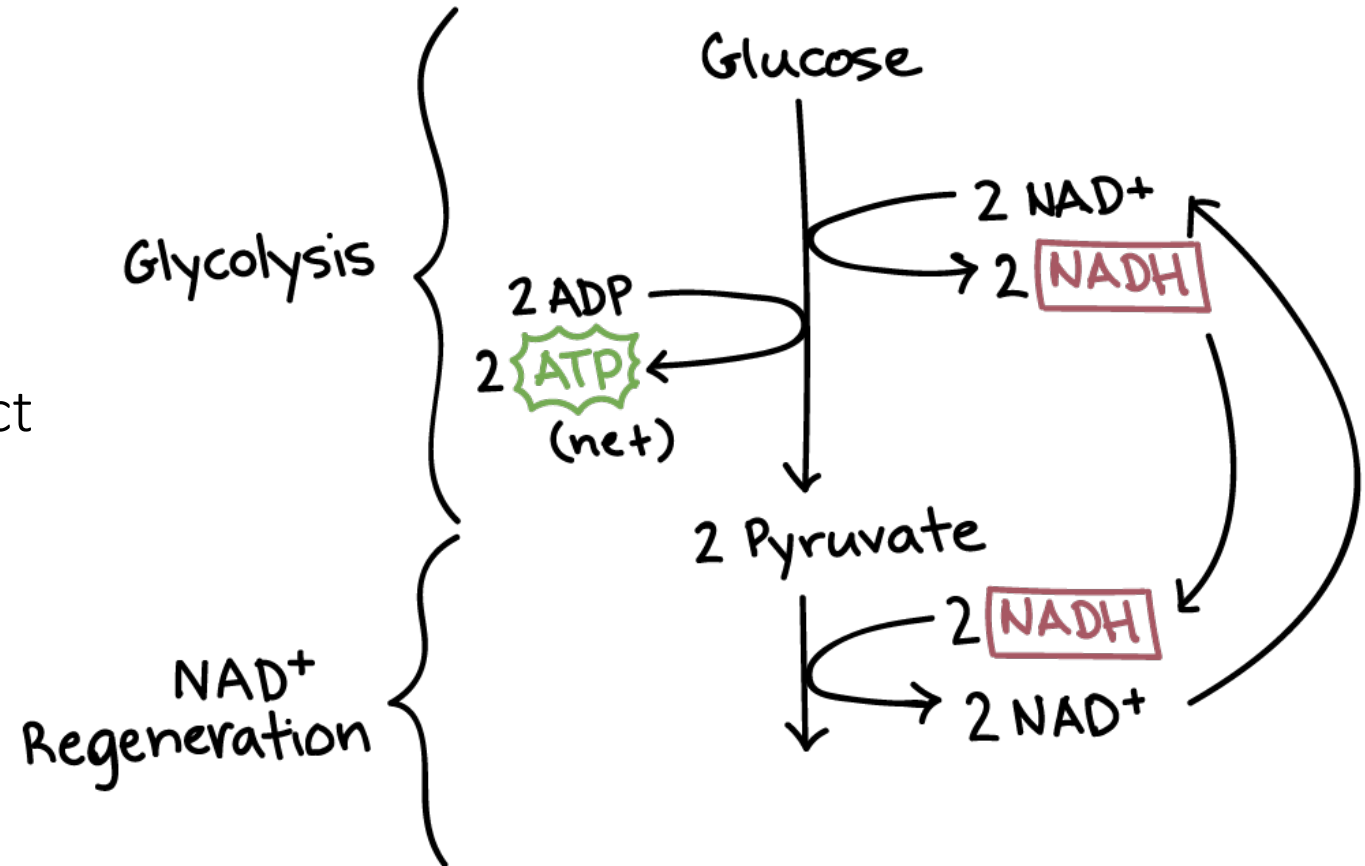 Glucose
2 NAD+
Glycolysis
2 NADH
2 ADP
2 ATP
(net)
ct
2 Pyruvate
2 NADH
NAD+
Regeneration
2 NAD+